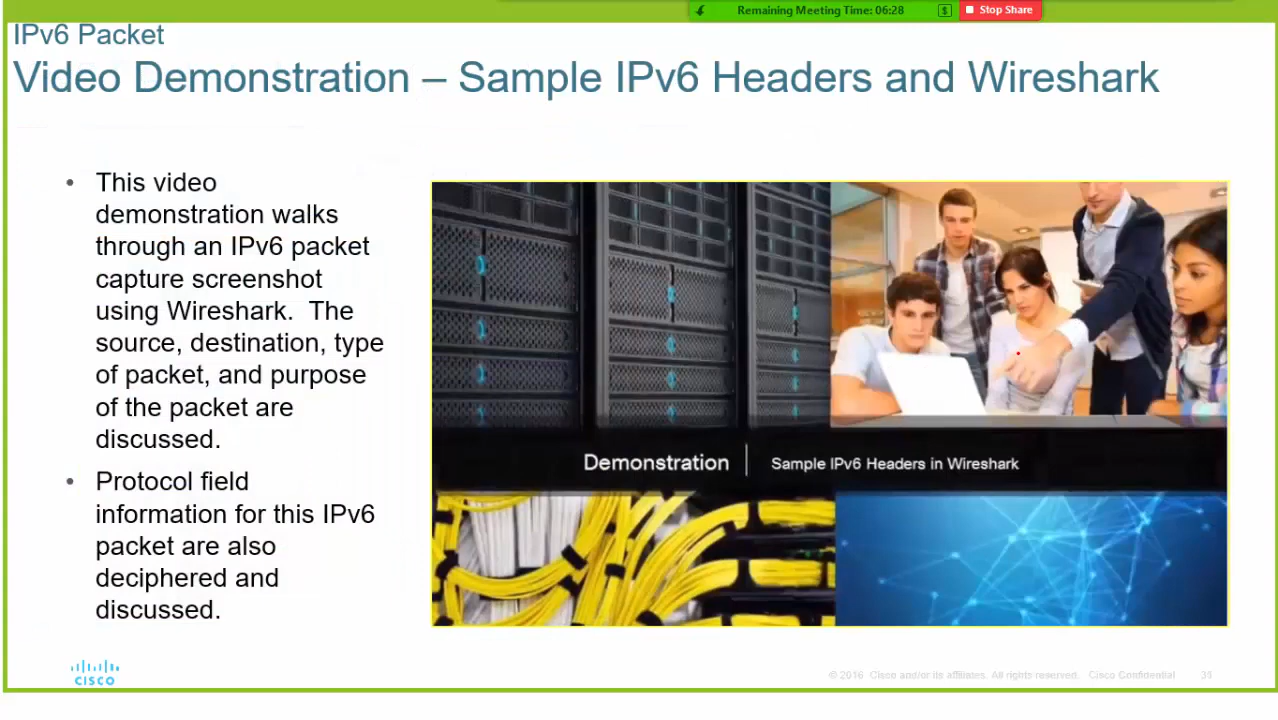 Remaining Meeting Time: 06:28
$
Stop Share
IPv6 Packet
Video Demonstration – Sample IPv6 Headers and Wireshark
• This video
demonstration walks
through an IPv6 packet
capture screenshot
using Wireshark. The
source, destination, type
of packet, and purpose
of the packet are
discussed.
• Protocol field
information for this IPv6
packet are also
deciphered and
discussed.
Demonstration | Sample IPv6 Headers in Wireshark
CISCO
© 2016 Cisco and/or its affiliates. All rights reserved. Cisco Confidential